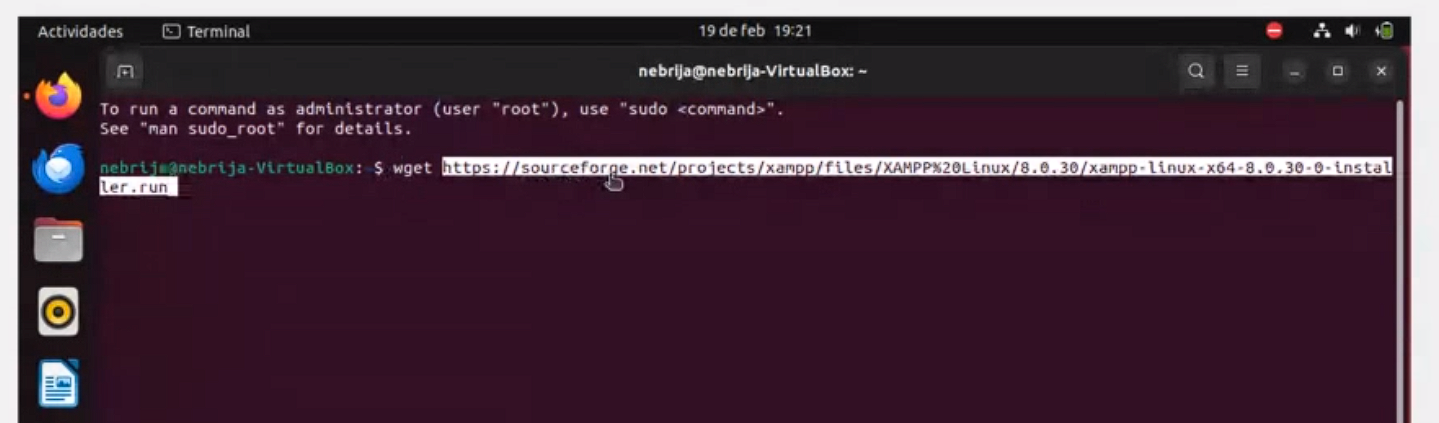 Actividades Terminal 19 de feb 19:21
nebrija@nebrija-VirtualBox: ~
To run a command as administrator (user "root"), use "sudo <command>".
See "man sudo_root" for details.
nebrija@nebrija-VirtualBox:~$ wget https://sourceforge.net/projects/xampp/files/XAMPP%20Linux/8.0.30/xampp-linux-x64-8.0.30-0-instal
ler.run